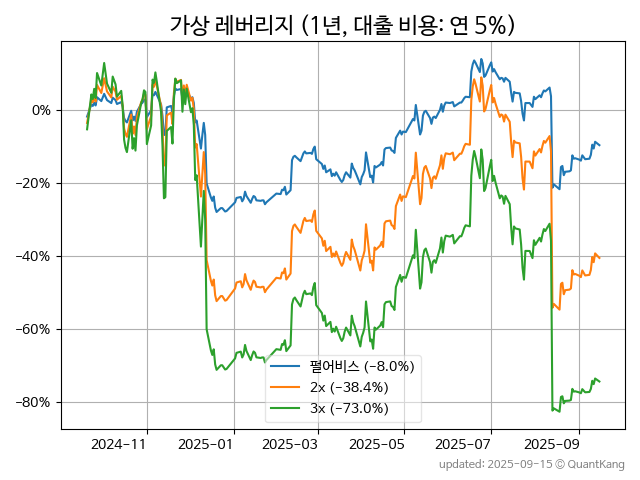 가상 레버리지 (1년, 대출 비용: 연 5%)
0%
−20%
−40%
−60%
−80%
펄어비스 (−8.0%)
2x (−38.4%)
3x (−73.0%)
2024-11
2025-01
2025-03
2025-05
2025-07
2025-09
updated: 2025-09-15 © QuantKang